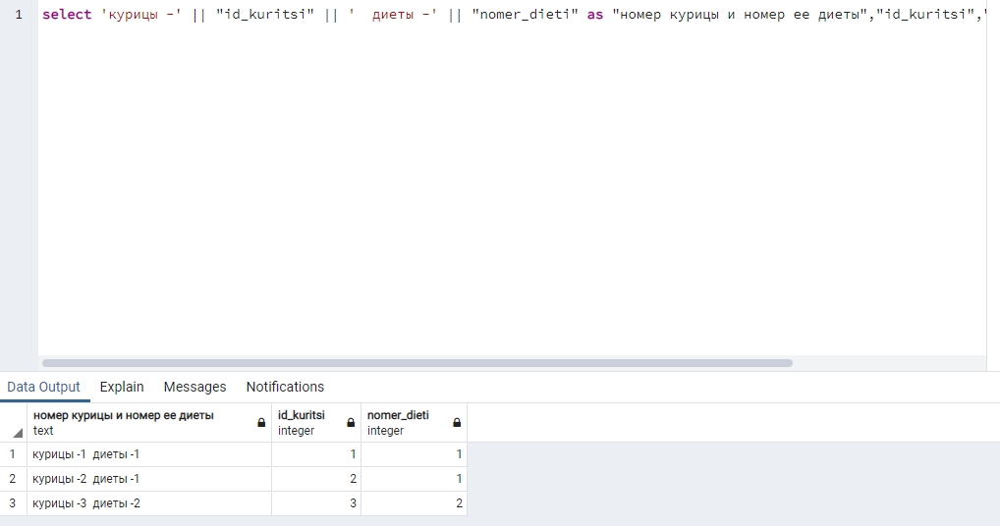 1 select 'курицы -' || "id_kuritsi" || '  диеты -' || "nomer_dieti" as "номер курицы и номер ее диеты","id_kuritsi","
Data Output Explain Messages Notifications
номер курицы и номер ее диеты id_kuritsi nomer_dieti
text integer integer
1 курицы -1  диеты -1 1 1
2 курицы -2  диеты -1 2 1
3 курицы -3  диеты -2 3 2